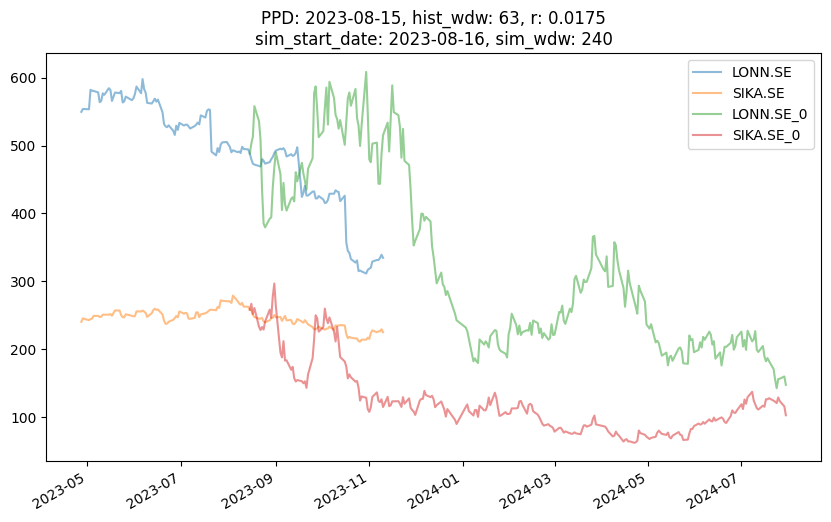 PPD: 2023-08-15, hist_wdw: 63, r: 0.0175
sim_start_date: 2023-08-16, sim_wdw: 240
LONN.SE
SIKA.SE
LONN.SE_0
SIKA.SE_0
600
500
400
300
200
100
2023-05
2023-07
2023-09
2023-11
2024-01
2024-03
2024-05
2024-07